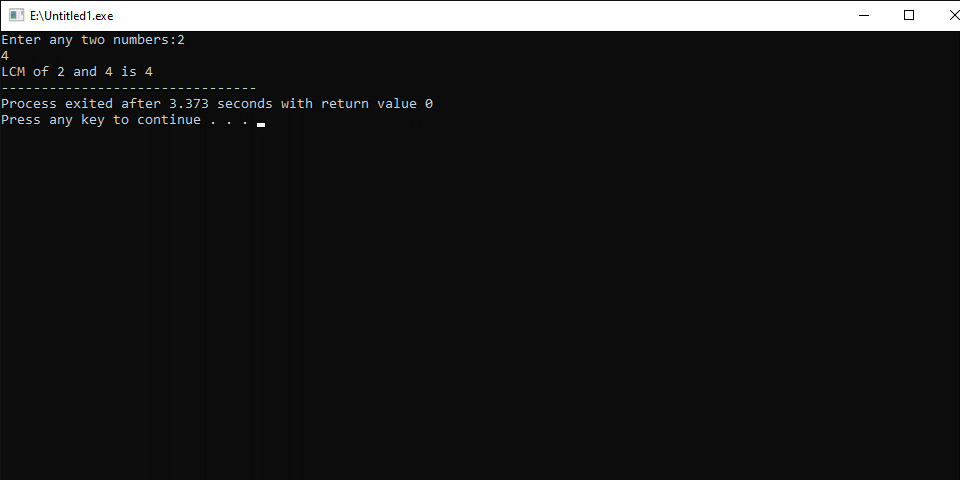 E:\Untitled1.exe
Enter any two numbers:2
4
LCM of 2 and 4 is 4
--------------------------------
Process exited after 3.373 seconds with return value 0
Press any key to continue . . .